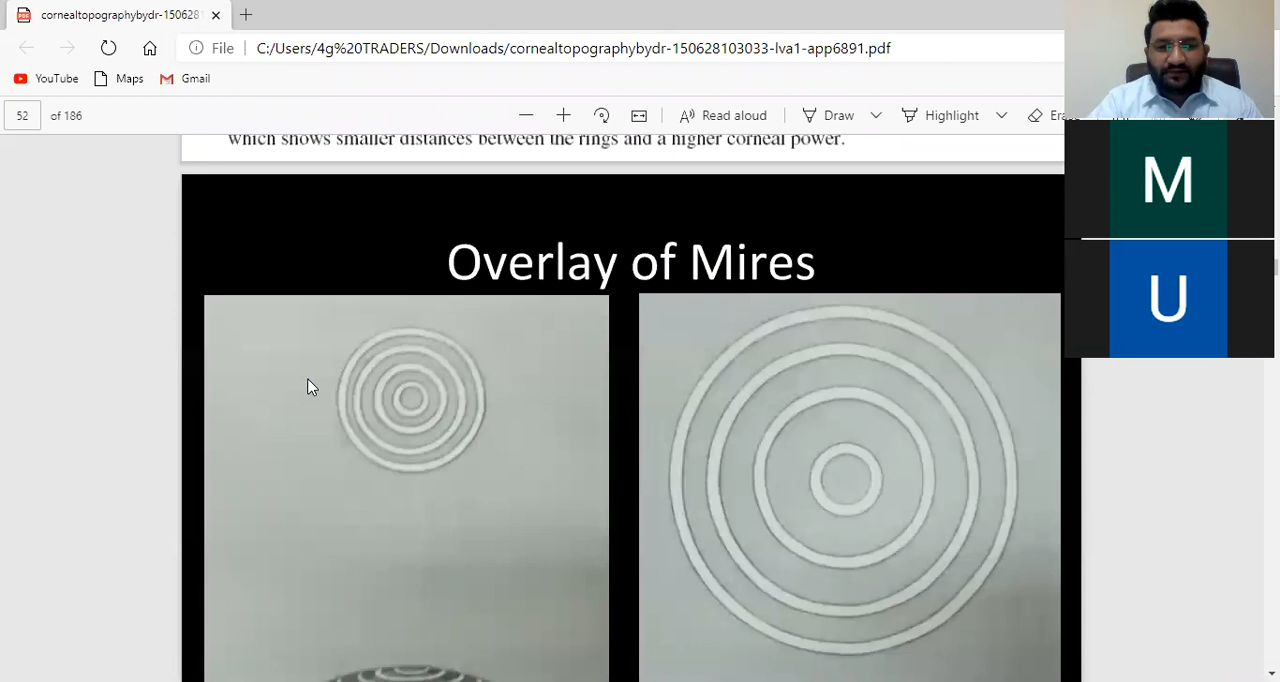 cornealtopographybydr-1506281
File
C:/Users/4g%20TRADERS/Downloads/cornealtopographybydr-150628103033-lva1-app6891.pdf
YouTube
Maps
Gmail
52
of 186
Read aloud
Draw
Highlight
which shows smaller distances between the rings and a higher corneal power.
Overlay of Mires
M
U